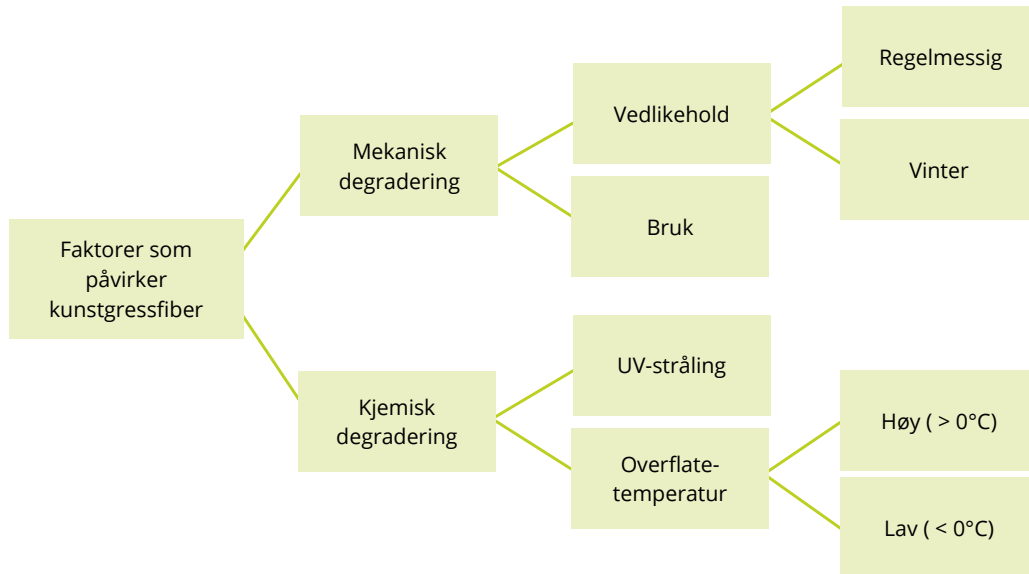 Faktorer som
påvirker
kunstgressfiber
Mekanisk
degradering
Vedlikehold
Regelmessig
Vinter
Bruk
Kjemisk
degradering
UV-stråling
Overflate-
temperatur
Høy ( > 0°C)
Lav ( < 0°C)